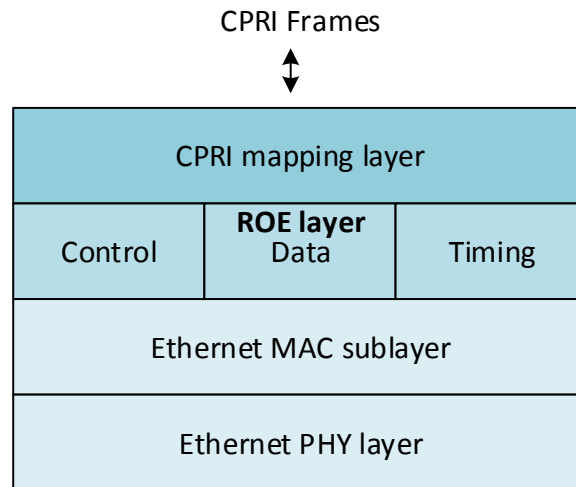 CPRI Frames
CPRI mapping layer
ROE layer
Control Data Timing
Ethernet MAC sublayer
Ethernet PHY layer